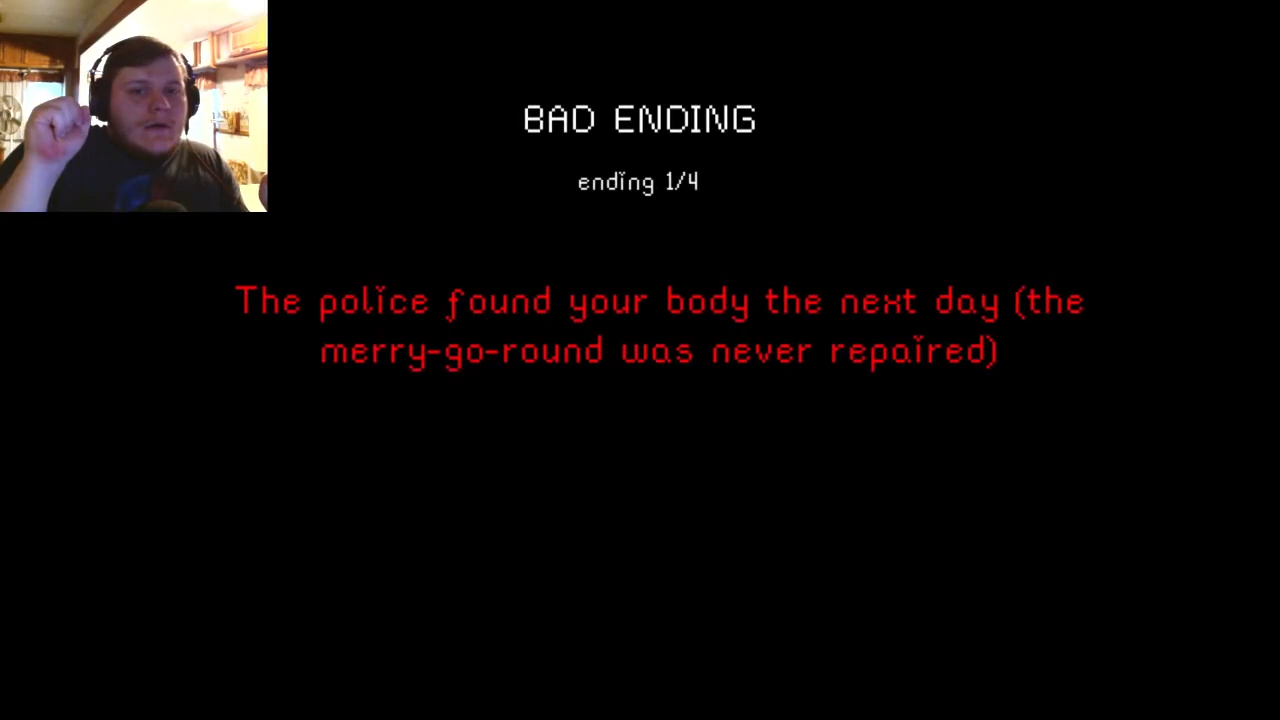 BAD ENDING
ending 1/4
The police found your body the next day (the
merry-go-round was never repaired)